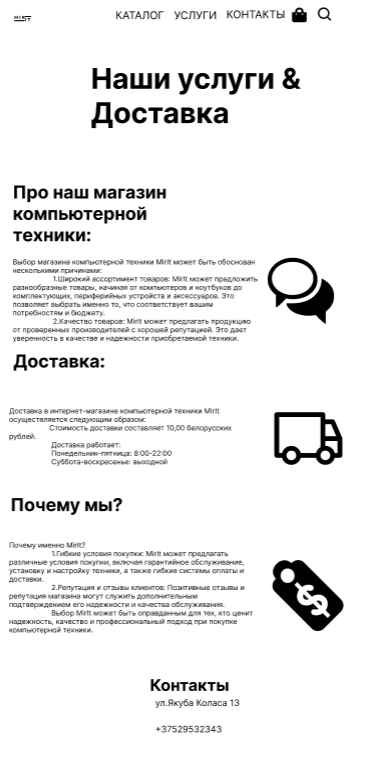 MIRIT
КАТАЛОГ УСЛУГИ КОНТАКТЫ
Наши услуги &
Доставка
Про наш магазин
компьютерной
техники:
Выбор магазина компьютерной техники MirIt может быть обоснован
несколькими причинами:
1.Широкий ассортимент товаров: MirIt может предложить
разнообразные товары, начиная от компьютеров и ноутбуков до
комплектующих, периферийных устройств и аксессуаров. Это
позволяет выбрать именно то, что соответствует вашим
потребностям и бюджету.
2.Качество товаров: MirIt может предлагать продукцию
от проверенных производителей с хорошей репутацией. Это дает
уверенность в качестве и надежности приобретаемой техники.
Доставка:
Доставка в интернет-магазине компьютерной техники MirIt
осуществляется следующим образом:
Стоимость доставки составляет 10,00 белорусских
рублей.
Доставка работает:
Понедельник-пятница: 8:00-22:00
Суббота-воскресенье: выходной
Почему мы?
Почему именно MirIt?
1.Гибкие условия покупки: MirIt может предлагать
различные условия покупки, включая гарантийное обслуживание,
установку и настройку техники, а также гибкие системы оплаты и
доставки.
2.Репутация и отзывы клиентов: Позитивные отзывы и
репутация магазина могут служить дополнительным
подтверждением его надежности и качества обслуживания.
Выбор MirIt может быть оправданным для тех, кто ценит
надежность, качество и профессиональный подход при покупке
компьютерной техники.
Контакты
ул.Якуба Коласа 13
+37529532343